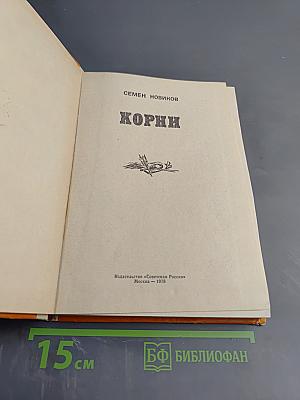 СЕМЕН НОВИКОВ
КОРНИ
Издательство «Советская Россия»
Москва — 1978
15 см
БФ БИБЛИОФАН